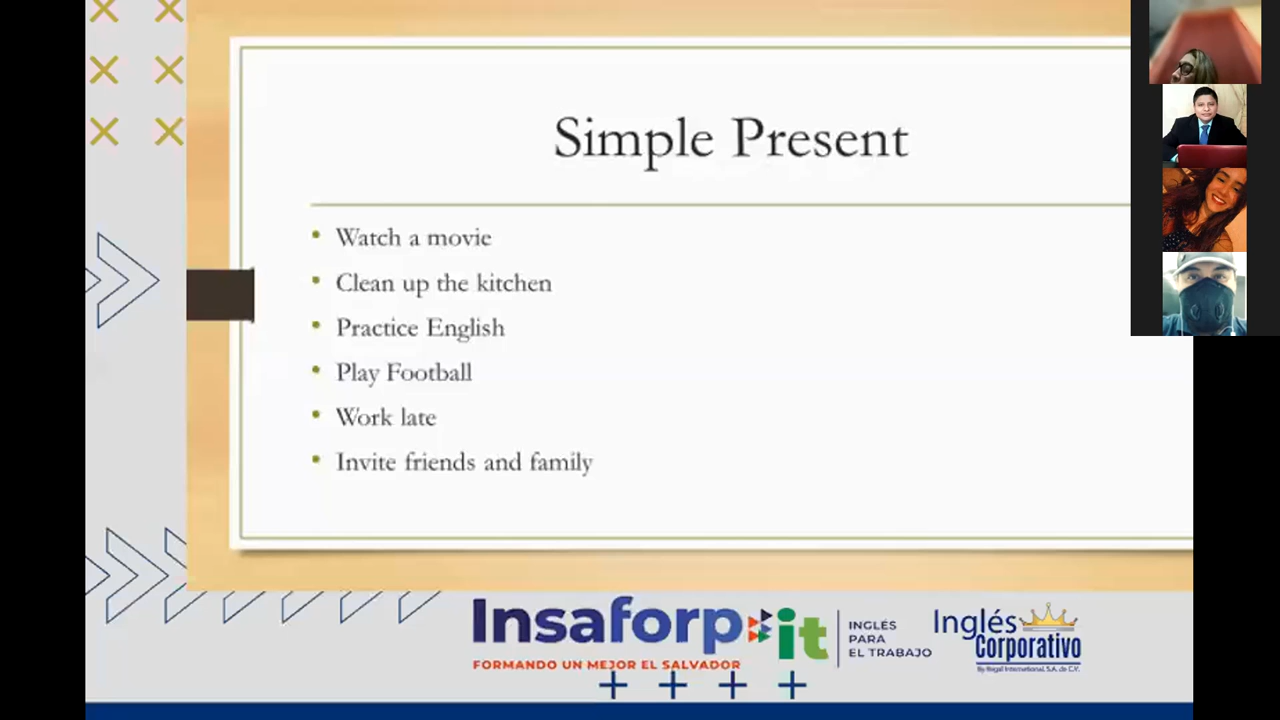 Simple Present
Watch a movie
Clean up the kitchen
Practice English
Play Football
Work late
Invite friends and family
Insaforp it
FORMANDO UN MEJOR EL SALVADOR
INGLÉS
PARA
EL TRABAJO
Inglés
Corporativo
By Regal International, S.A. de C.V.